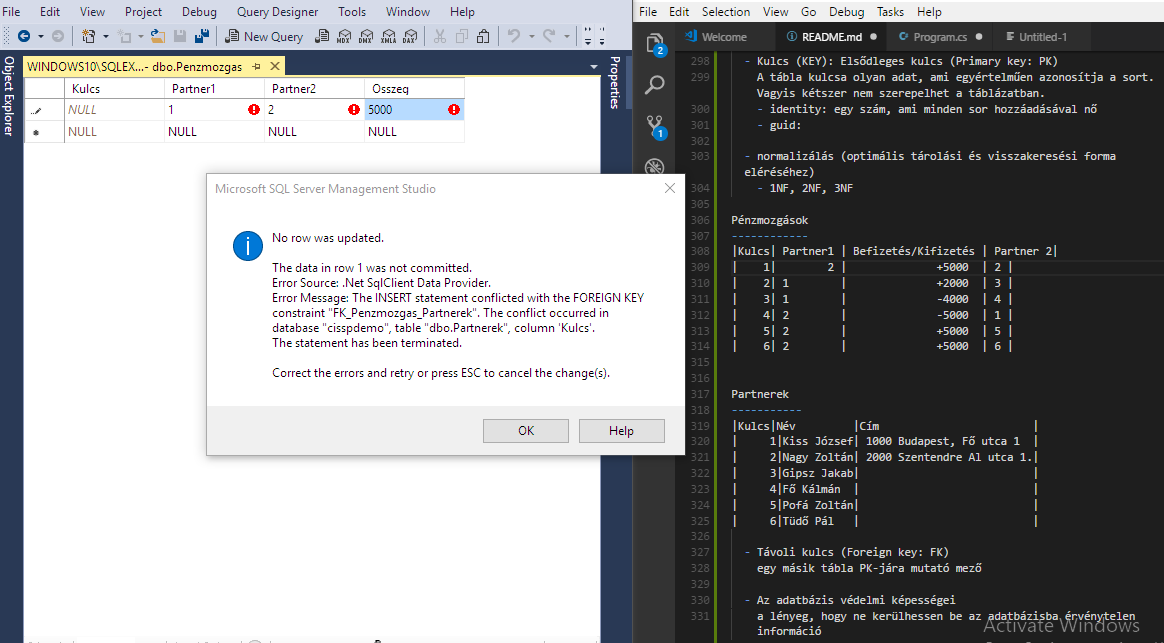 File Edit View Project Debug Query Designer Tools Window Help
New Query
MDX DMX XMLA DAX
Object Explorer
WINDOWS10\SQLEX...- dbo.Penzmozgas
Properties
Kulcs Partner1 Partner2 Osszeg
NULL 1 2 5000
NULL NULL NULL NULL
Microsoft SQL Server Management Studio
No row was updated.
The data in row 1 was not committed.
Error Source: .Net SqlClient Data Provider.
Error Message: The INSERT statement conflicted with the FOREIGN KEY
constraint "FK_Penzmozgas_Partnerek". The conflict occurred in
database "cisspdemo", table "dbo.Partnerek", column 'Kulcs'.
The statement has been terminated.
Correct the errors and retry or press ESC to cancel the change(s).
OK Help
File Edit Selection View Go Debug Tasks Help
Welcome README.md Program.cs Untitled-1
2
1
298 - Kulcs (KEY): Elsődleges kulcs (Primary key: PK)
299 A tábla kulcsa olyan adat, ami egyértelműen azonosítja a sort.
Vagyis kétszer nem szerepelhet a táblázatban.
300 - identity: egy szám, ami minden sor hozzáadásával nő
301 - guid:
302
303 - normalizálás (optimális tárolási és visszakeresési forma
eléréséhez)
304 - 1NF, 2NF, 3NF
305
306 Pénzmozgások
307 ------------
308 |Kulcs| Partner1 | Befizetés/Kifizetés | Partner 2|
309 | 1| 2 | +5000 | 2 |
310 | 2| 1 | +2000 | 3 |
311 | 3| 1 | -4000 | 4 |
312 | 4| 2 | -5000 | 1 |
313 | 5| 2 | +5000 | 5 |
314 | 6| 2 | +5000 | 6 |
315
316
317 Partnerek
318 -----------
319 |Kulcs|Név |Cím |
320 | 1|Kiss József| 1000 Budapest, Fő utca 1 |
321 | 2|Nagy Zoltán| 2000 Szentendre Al utca 1.|
322 | 3|Gipsz Jakab| |
323 | 4|Fő Kálmán | |
324 | 5|Pofá Zoltán| |
325 | 6|Tüdő Pál | |
326
327 - Távoli kulcs (Foreign key: FK)
328 egy másik tábla PK-jára mutató mező
329
330 - Az adatbázis védelmi képességei
331 a lényeg, hogy ne kerülhessen be az adatbázisba érvénytelen
információ
Activate Windows